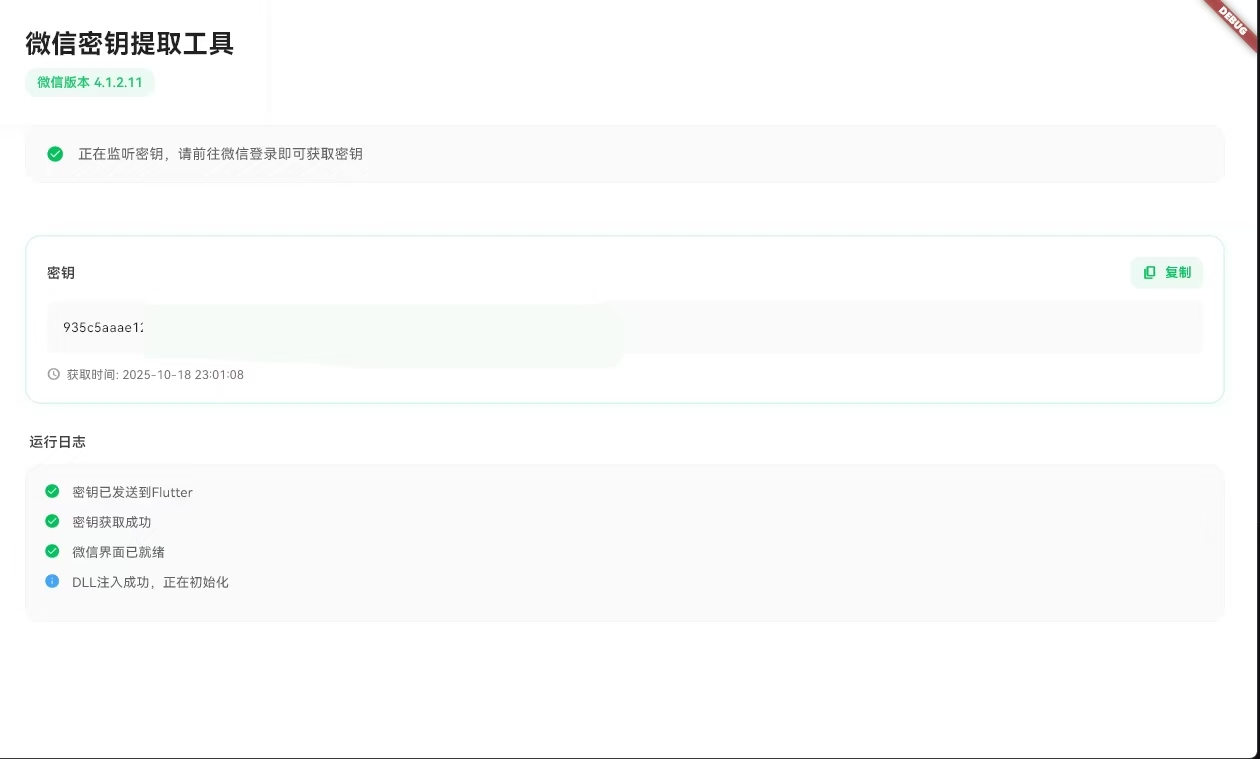 微信密钥提取工具
DEBUG
微信版本 4.1.2.11
正在监听密钥，请前往微信登录即可获取密钥
密钥
复制
935c5aaae12
获取时间: 2025-10-18 23:01:08
运行日志
密钥已发送到Flutter
密钥获取成功
微信界面已就绪
DLL注入成功，正在初始化